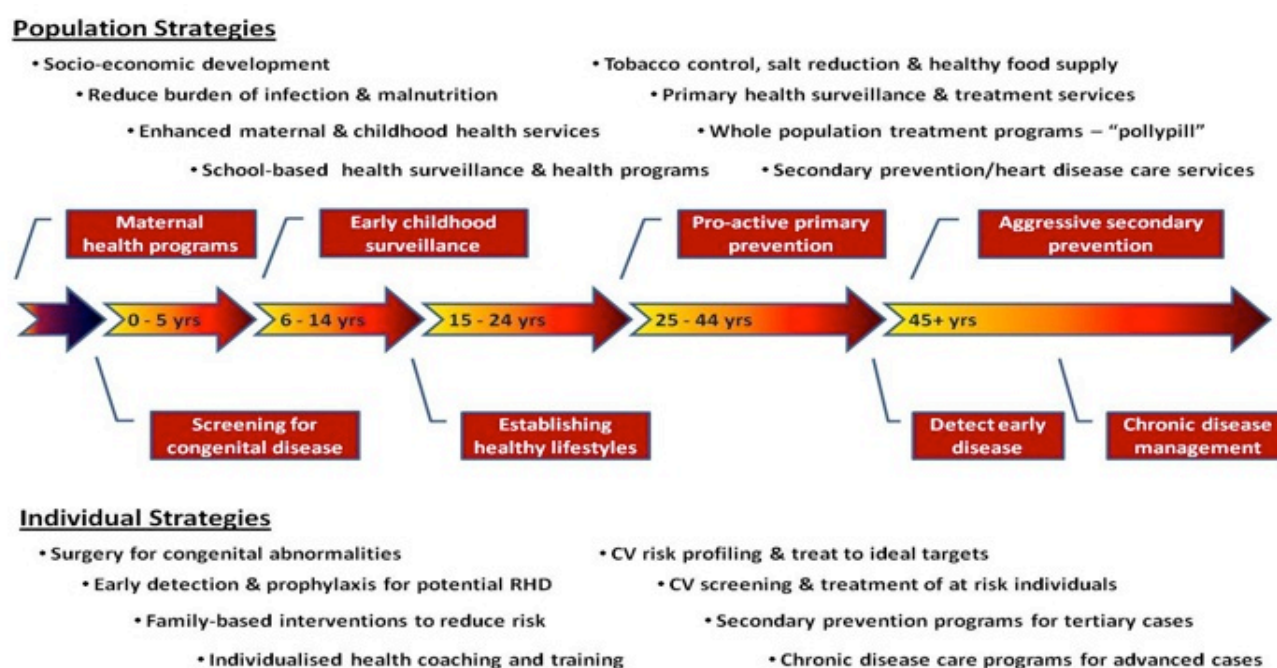 Population Strategies
• Socio-economic development
• Tobacco control, salt reduction & healthy food supply
• Reduce burden of infection & malnutrition
• Primary health surveillance & treatment services
• Enhanced maternal & childhood health services
• Whole population treatment programs – “pollypill”
• School-based health surveillance & health programs
• Secondary prevention/heart disease care services
Maternal
health programs
Early childhood
surveillance
Pro-active primary
prevention
Aggressive secondary
prevention
0 - 5 yrs
6 - 14 yrs
15 - 24 yrs
25 - 44 yrs
45+ yrs
Screening for
congenital disease
Establishing
healthy lifestyles
Detect early
disease
Chronic disease
management
Individual Strategies
• Surgery for congenital abnormalities
• CV risk profiling & treat to ideal targets
• Early detection & prophylaxis for potential RHD
• CV screening & treatment of at risk individuals
• Family-based interventions to reduce risk
• Secondary prevention programs for tertiary cases
• Individualised health coaching and training
• Chronic disease care programs for advanced cases